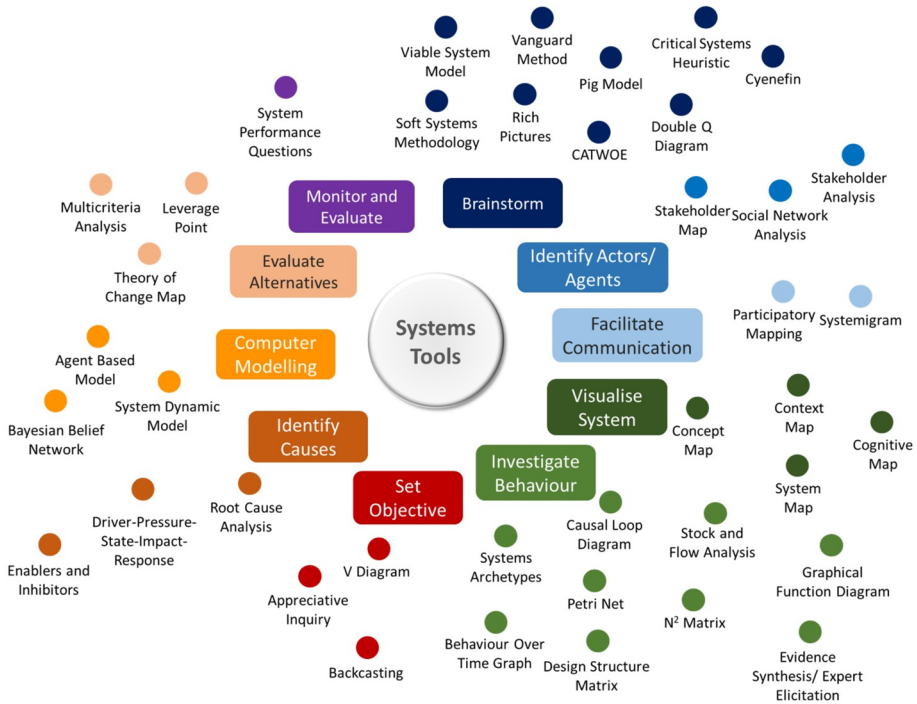 Viable System
Model
Vanguard
Method
Pig Model
Critical Systems
Heuristic
Cyenefin
System
Performance
Questions
Soft Systems
Methodology
Rich
Pictures
CATWOE
Double Q
Diagram
Multicriteria
Analysis
Leverage
Point
Theory of
Change Map
Monitor and
Evaluate
Brainstorm
Stakeholder
Map
Social Network
Analysis
Stakeholder
Analysis
Evaluate
Alternatives
Identify Actors/
Agents
Systems
Tools
Computer
Modelling
Facilitate
Communication
Participatory
Mapping
Systemigram
Agent Based
Model
System Dynamic
Model
Bayesian Belief
Network
Visualise
System
Concept
Map
Context
Map
Cognitive
Map
System
Map
Identify
Causes
Root Cause
Analysis
Driver-Pressure-
State-Impact-
Response
Enablers and
Inhibitors
Set
Objective
V Diagram
Appreciative
Inquiry
Backcasting
Investigate
Behaviour
Systems
Archetypes
Causal Loop
Diagram
Stock and
Flow Analysis
Graphical
Function Diagram
Petri Net
N² Matrix
Behaviour Over
Time Graph
Design Structure
Matrix
Evidence
Synthesis/ Expert
Elicitation